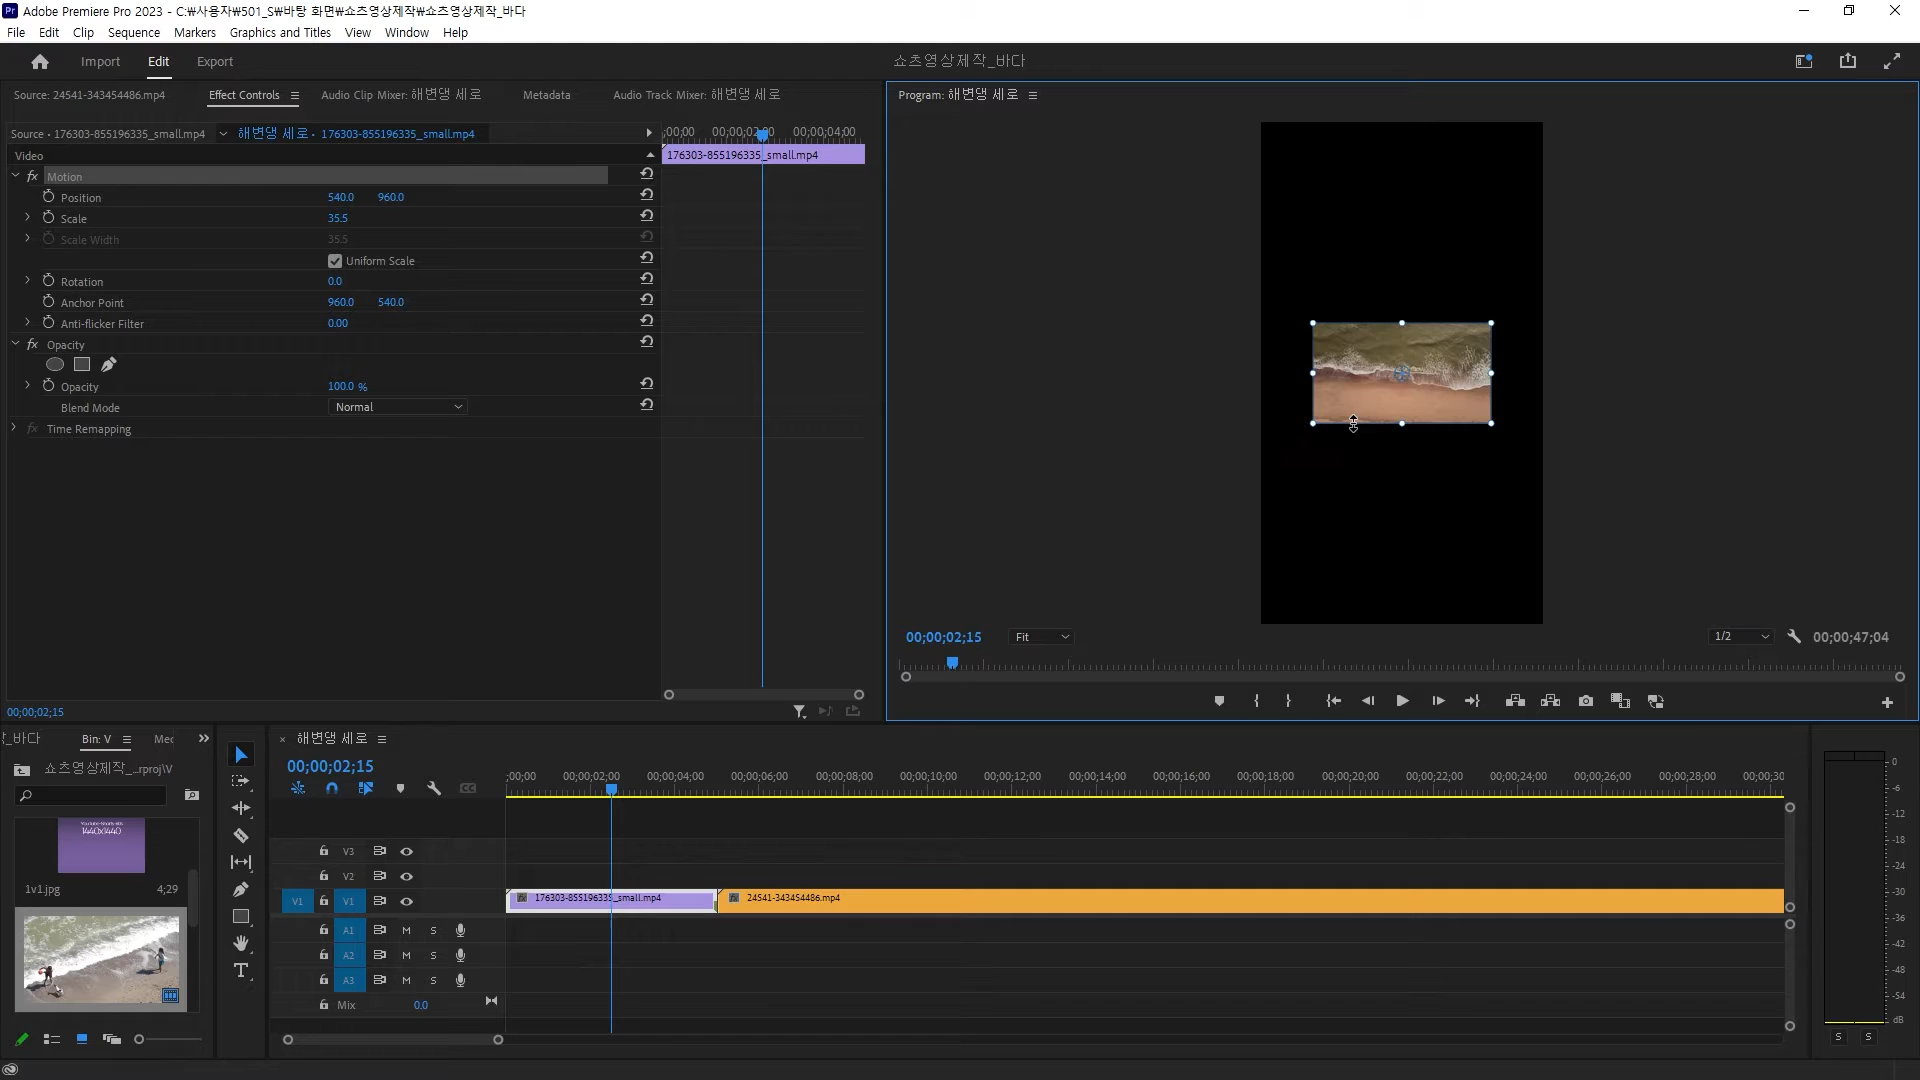 Adobe Premiere Pro 2023 - C:₩사용자₩501_S₩바탕 화면₩쇼츠영상제작₩쇼츠영상제작_바다
File Edit Clip Sequence Markers Graphics and Titles View Window Help
Import Edit Export 쇼츠영상제작_바다
Source: 24541-343454486.mp4 Effect Controls Audio Clip Mixer: 해변댕 세로 Metadata Audio Track Mixer: 해변댕 세로
Program: 해변댕 세로
Source • 176303-855196335_small.mp4 해변댕 세로 • 176303-855196335_small.mp4
;00;00 00;00;02;00 00;00;04;00
Video
176303-855196335_small.mp4
fx Motion
Position 540.0 960.0
Scale 35.5
Scale Width 35.5
Uniform Scale
Rotation 0.0
Anchor Point 960.0 540.0
Anti-flicker Filter 0.00
fx Opacity
Opacity 100.0 %
Blend Mode Normal
fx Time Remapping
00;00;02;15 Fit 1/2 00;00;47;04
00;00;02;15
_바다 Bin: V Mec
쇼츠영상제작_...rproj₩V
YouTube-Shorts-Bts
1440x1440
1v1.jpg 4;29
해변댕 세로
00;00;02;15
;00;00 00;00;02;00 00;00;04;00 00;00;06;00 00;00;08;00 00;00;10;00 00;00;12;00 00;00;14;00 00;00;16;00 00;00;18;00 00;00;20;00 00;00;22;00 00;00;24;00 00;00;26;00 00;00;28;00 00;00;30
CC
V3
V2
V1 V1 fx 176303-855196335_small.mp4 fx 24541-343454486.mp4
A1 M S
A2 M S
A3 M S
Mix 0.0
0
-6
-12
-18
-24
-30
-36
-42
-48
-54
dB
S S